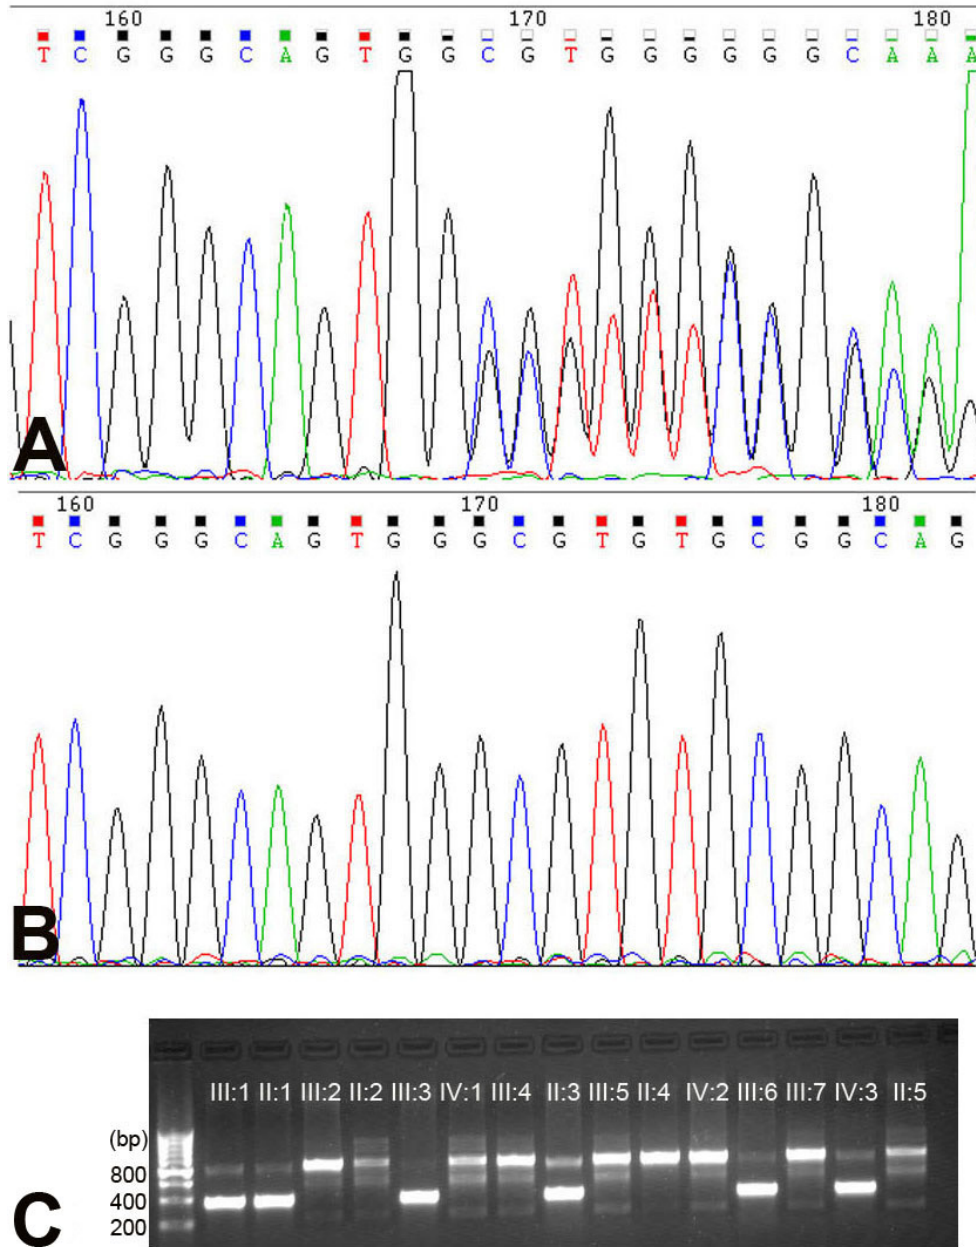 160 170 180
T C G G G C A G T G G C G T G G G G G G C A A A
A
160 170 180
T C G G G C A G T G G G C G T G T G C G G C A G
B
III:1 II:1 III:2 II:2 III:3 IV:1 III:4 II:3 III:5 II:4 IV:2 III:6 III:7 IV:3 II:5
(bp)
800
400
200
C